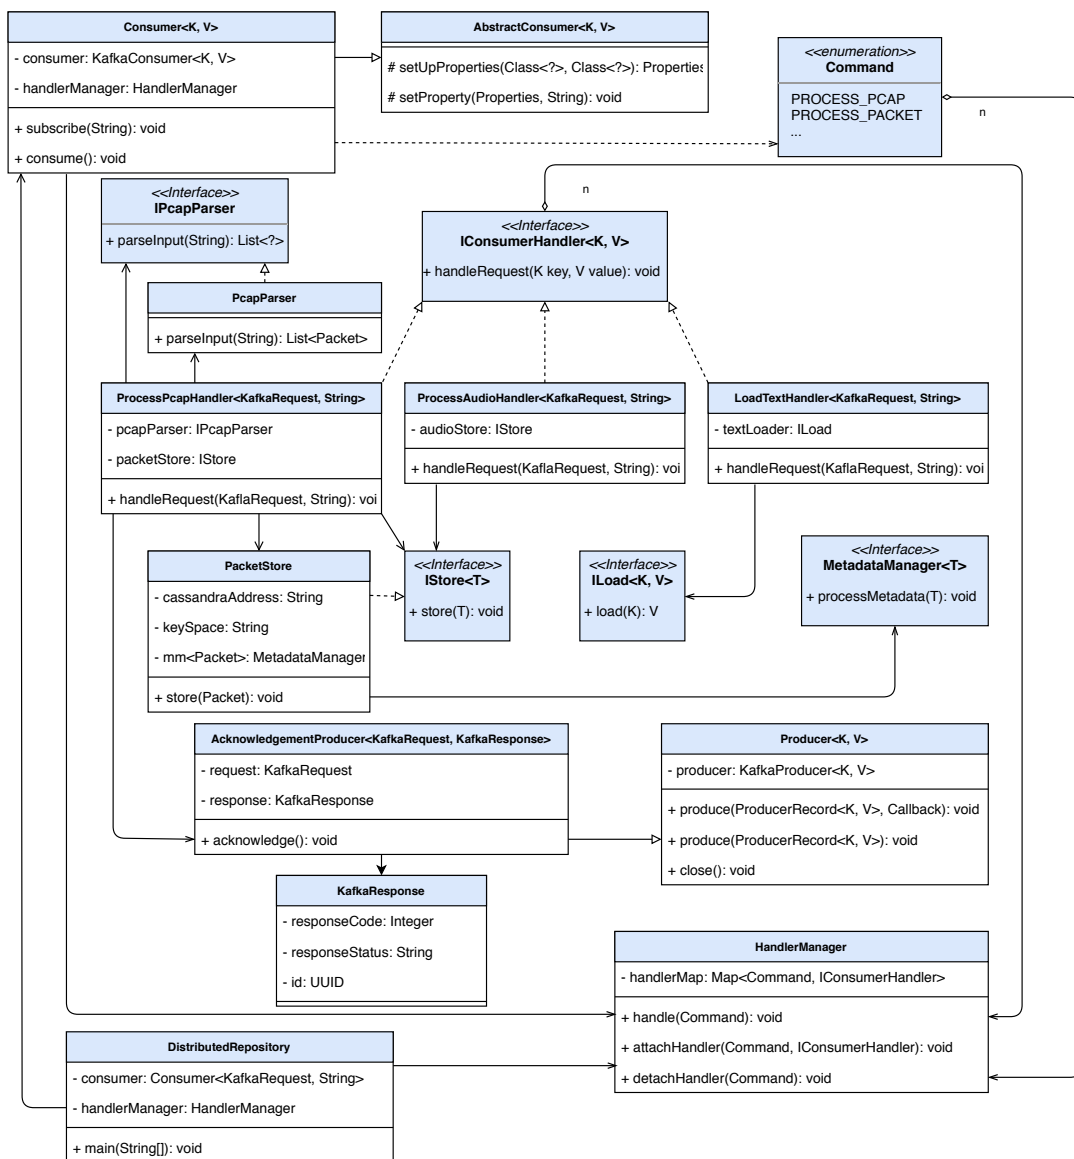 Consumer<K, V>
- consumer: KafkaConsumer<K, V>
- handlerManager: HandlerManager
+ subscribe(String): void
+ consume(): void
AbstractConsumer<K, V>
# setUpProperties(Class<?>, Class<?>): Properties
# setProperty(Properties, String): void
<<enumeration>>
Command
PROCESS_PCAP
PROCESS_PACKET
...
n
<<Interface>>
IPcapParser
+ parseInput(String): List<?>
n
<<Interface>>
IConsumerHandler<K, V>
+ handleRequest(K key, V value): void
PcapParser
+ parseInput(String): List<Packet>
ProcessPcapHandler<KafkaRequest, String>
- pcapParser: IPcapParser
- packetStore: IStore
+ handleRequest(KaflaRequest, String): voi
ProcessAudioHandler<KafkaRequest, String>
- audioStore: IStore
+ handleRequest(KaflaRequest, String): voi
LoadTextHandler<KafkaRequest, String>
- textLoader: ILoad
+ handleRequest(KaflaRequest, String): voi
PacketStore
- cassandraAddress: String
- keySpace: String
- mm<Packet>: MetadataManager
+ store(Packet): void
<<Interface>>
IStore<T>
+ store(T): void
<<Interface>>
ILoad<K, V>
+ load(K): V
<<Interface>>
MetadataManager<T>
+ processMetadata(T): void
AcknowledgementProducer<KafkaRequest, KafkaResponse>
- request: KafkaRequest
- response: KafkaResponse
+ acknowledge(): void
Producer<K, V>
- producer: KafkaProducer<K, V>
+ produce(ProducerRecord<K, V>, Callback): void
+ produce(ProducerRecord<K, V>): void
+ close(): void
KafkaResponse
- responseCode: Integer
- responseStatus: String
- id: UUID
HandlerManager
- handlerMap: Map<Command, IConsumerHandler>
+ handle(Command): void
+ attachHandler(Command, IConsumerHandler): void
+ detachHandler(Command): void
DistributedRepository
- consumer: Consumer<KafkaRequest, String>
- handlerManager: HandlerManager
+ main(String[]): void